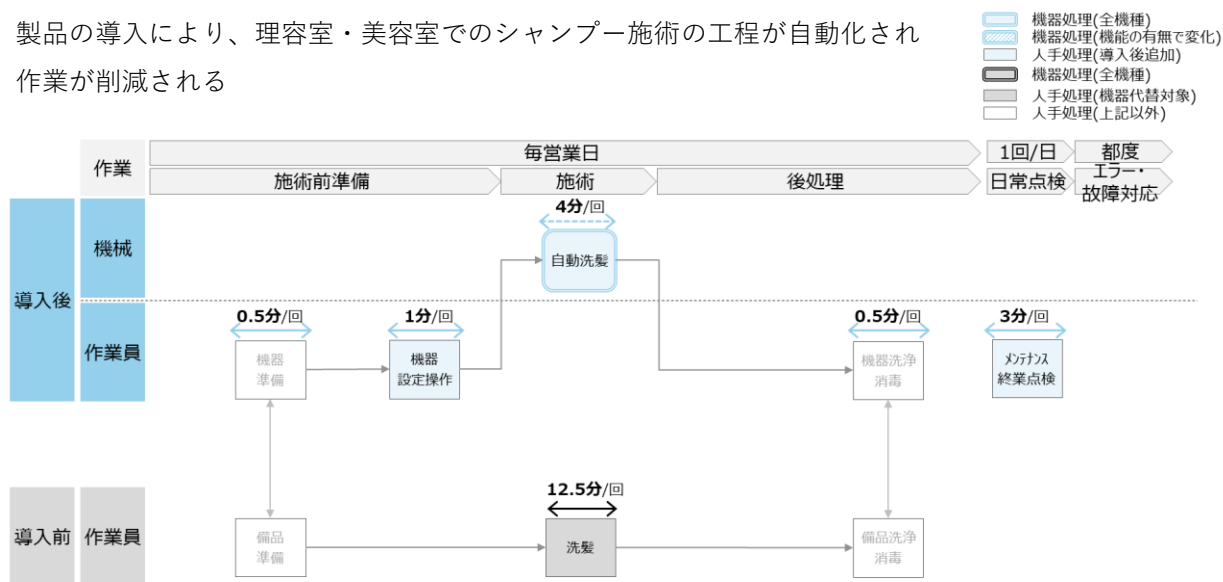 製品の導入により、理容室・美容室でのシャンプー施術の工程が自動化され
作業が削減される
機器処理(全機種)
機器処理(機能の有無で変化)
人手処理(導入後追加)
機器処理(全機種)
人手処理(機器代替対象)
人手処理(上記以外)
作業
毎営業日
1回/日
都度
施術前準備
施術
後処理
日常点検
エラー・
故障対応
導入後
機械
4分/回
自動洗髪
作業員
0.5分/回
機器
準備
1分/回
機器
設定操作
0.5分/回
機器洗浄
消毒
3分/回
メンテナンス
終業点検
導入前
作業員
備品
準備
12.5分/回
洗髪
備品洗浄
消毒